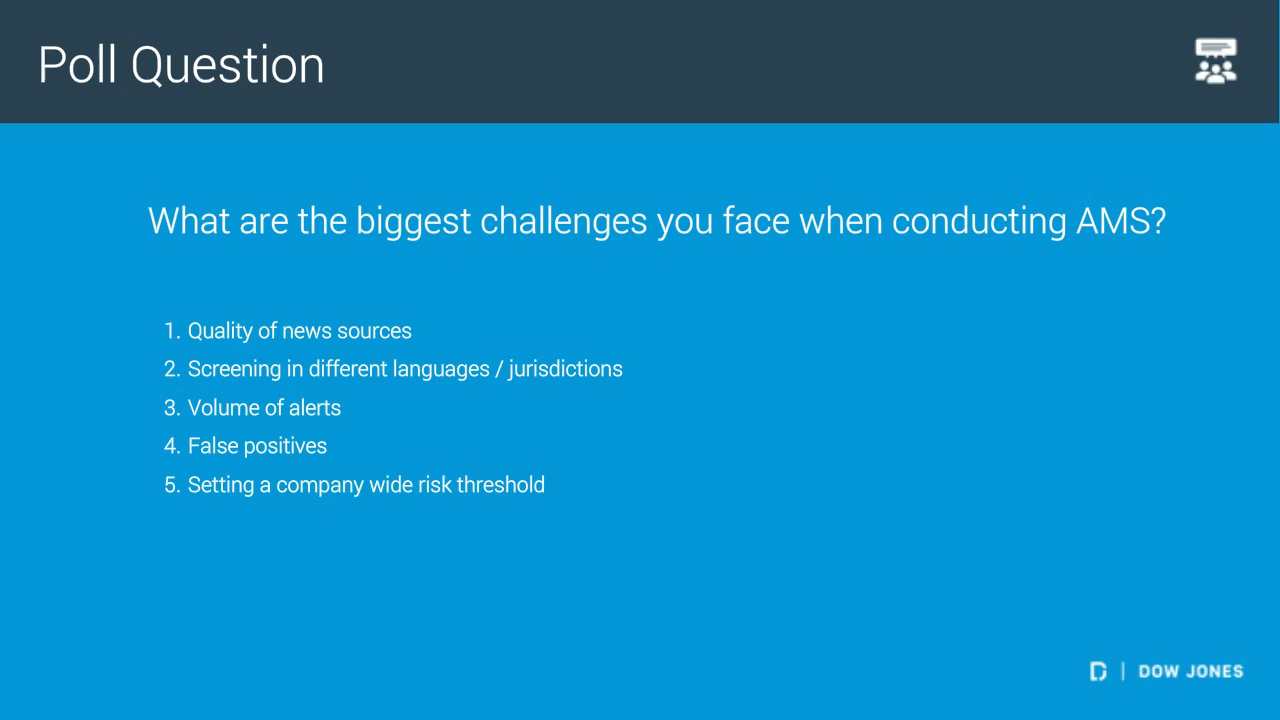 Poll Question
What are the biggest challenges you face when conducting AMS?
1. Quality of news sources
2. Screening in different languages / jurisdictions
3. Volume of alerts
4. False positives
5. Setting a company wide risk threshold
D | DOW JONES